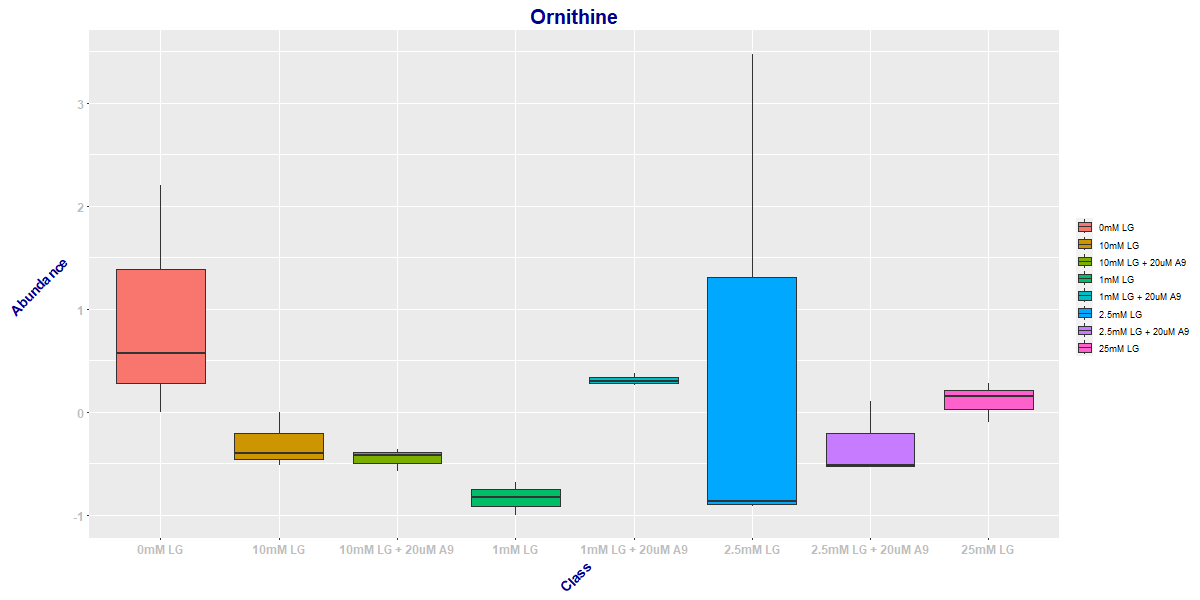 Ornithine
Abundance
3
2
1
0
-1
0mM LG
10mM LG
10mM LG + 20uM A9
1mM LG
1mM LG + 20uM A9
2.5mM LG
2.5mM LG + 20uM A9
25mM LG
Class
0mM LG
10mM LG
10mM LG + 20uM A9
1mM LG
1mM LG + 20uM A9
2.5mM LG
2.5mM LG + 20uM A9
25mM LG